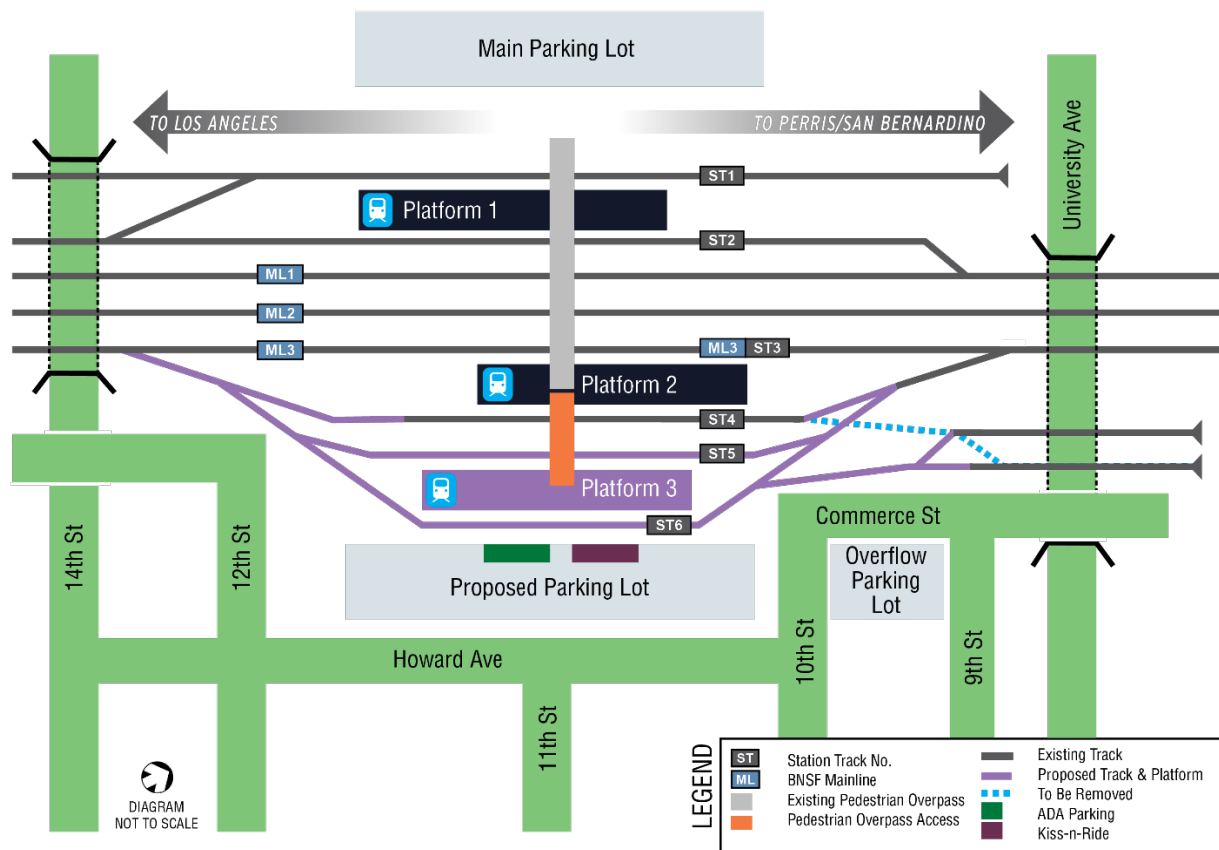 Main Parking Lot
TO LOS ANGELES
TO PERRIS/SAN BERNARDINO
University Ave
ST1
Platform 1
ST2
ML1
ML2
ML3
ML3 ST3
Platform 2
ST4
ST5
Platform 3
ST6
Commerce St
14th St
12th St
Proposed Parking Lot
Overflow
Parking
Lot
10th St
9th St
Howard Ave
11th St
DIAGRAM
NOT TO SCALE
LEGEND
ST Station Track No.
ML BNSF Mainline
Existing Pedestrian Overpass
Pedestrian Overpass Access
Existing Track
Proposed Track & Platform
To Be Removed
ADA Parking
Kiss-n-Ride